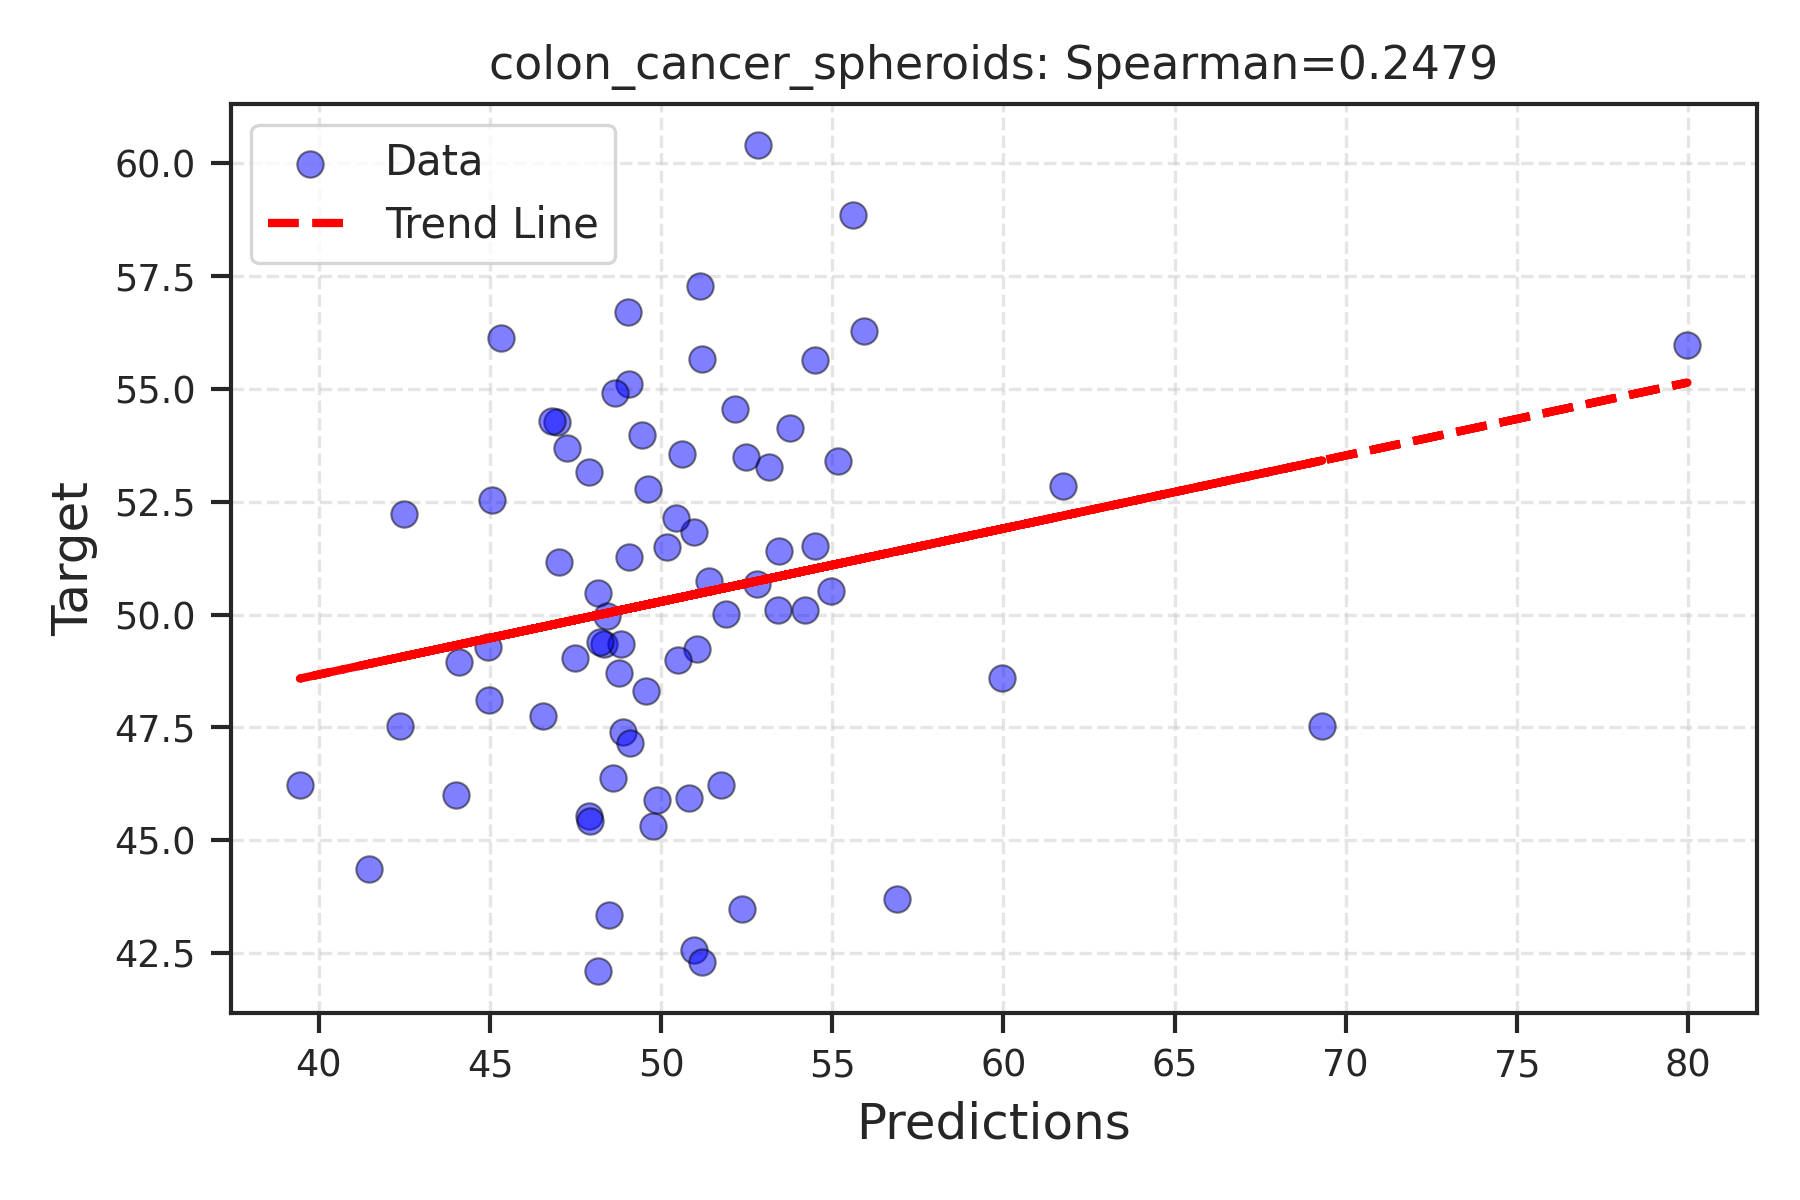 colon_cancer_spheroids: Spearman=0.2479
Data
Trend Line
Target
60.0
57.5
55.0
52.5
50.0
47.5
45.0
42.5
40 45 50 55 60 65 70 75 80
Predictions